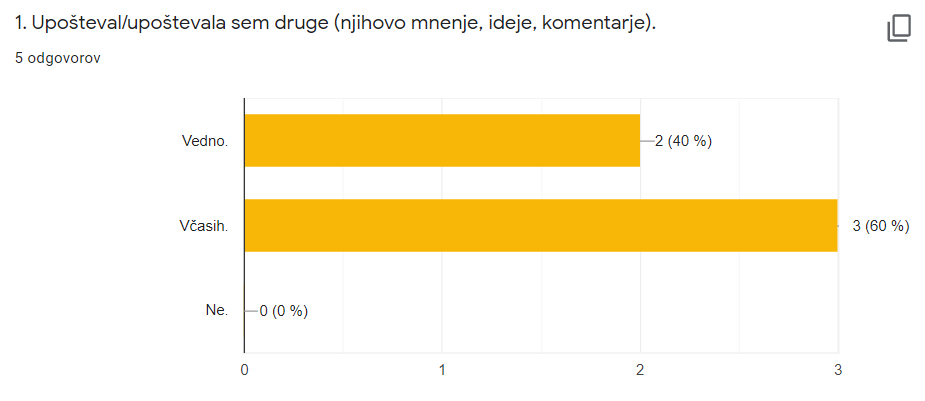 1. Upošteval/upoštevala sem druge (njihovo mnenje, ideje, komentarje).
5 odgovorov
Vedno.
2 (40 %)
Včasih.
3 (60 %)
Ne.
0 (0 %)
0 1 2 3